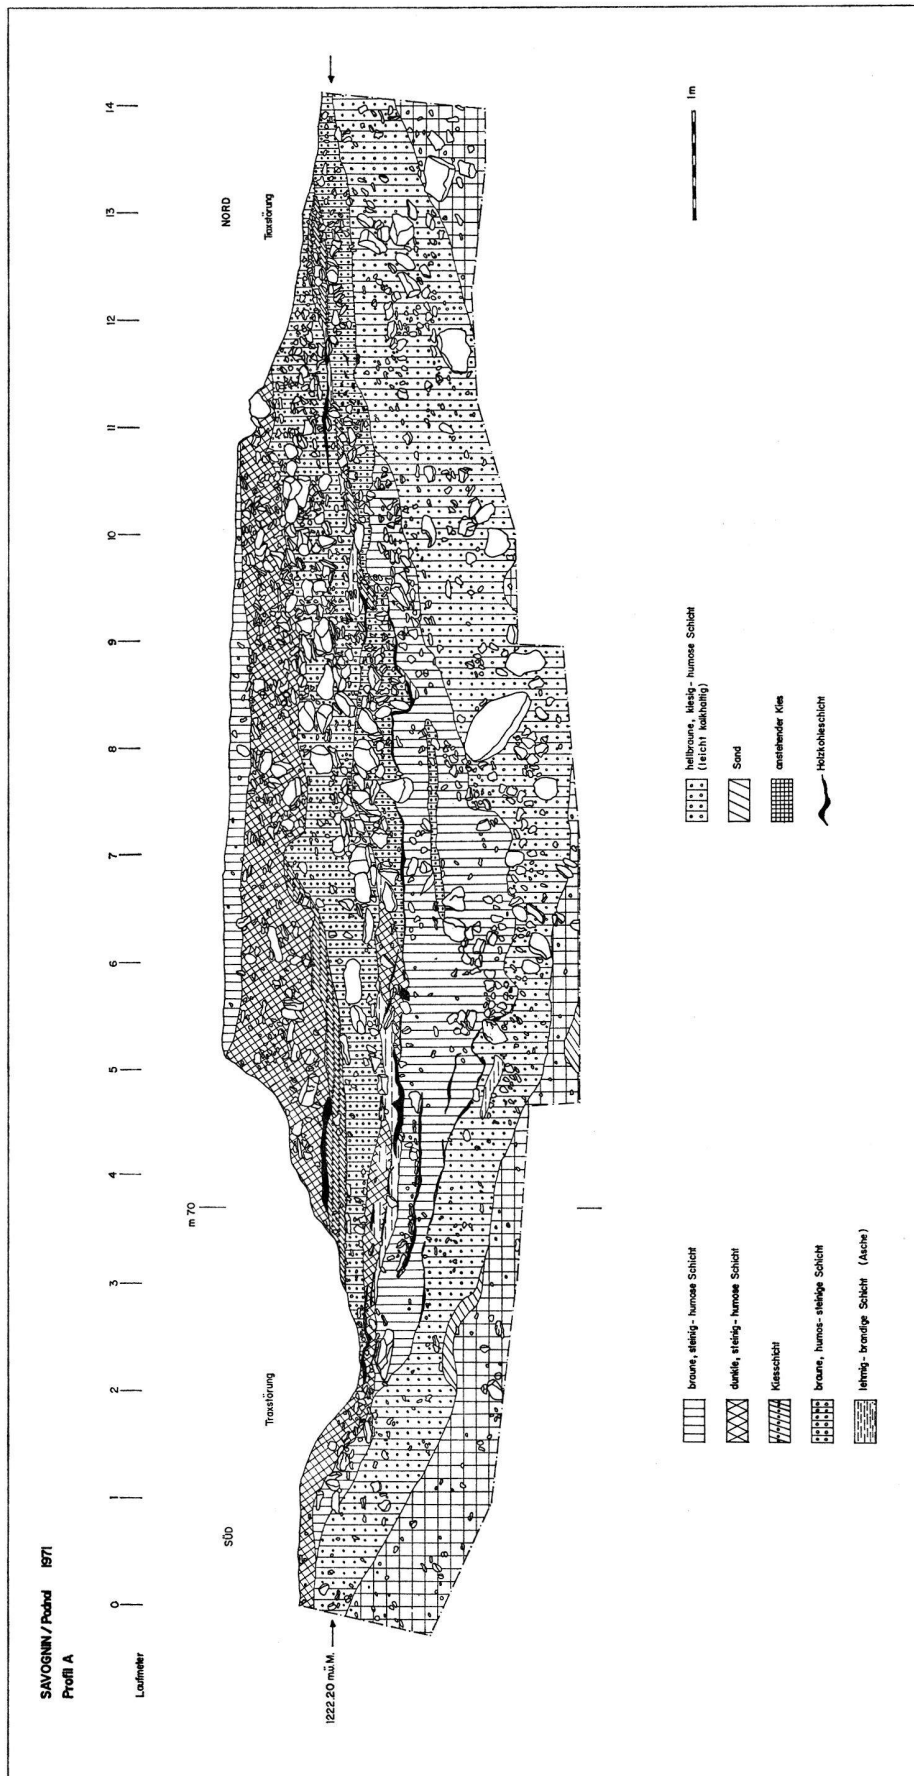 SAVOGNIN / Padnal 1971
Profil A
Laufmeter
0 1 2 3 4 5 6 7 8 9 10 11 12 13 14
m 70
SÜD
NORD
Traxstörung
Traxstörung
1222.20 m.ü.M.
braune, steinig-humose Schicht
dunkle, steinig-humose Schicht
Kiesschicht
braune, humos-steinige Schicht
lehmig-brandige Schicht (Asche)
hellbraune, kiesig-humose Schicht
(leicht kalkhaltig)
Sand
anstehender Kies
Holzkohleschicht
1m